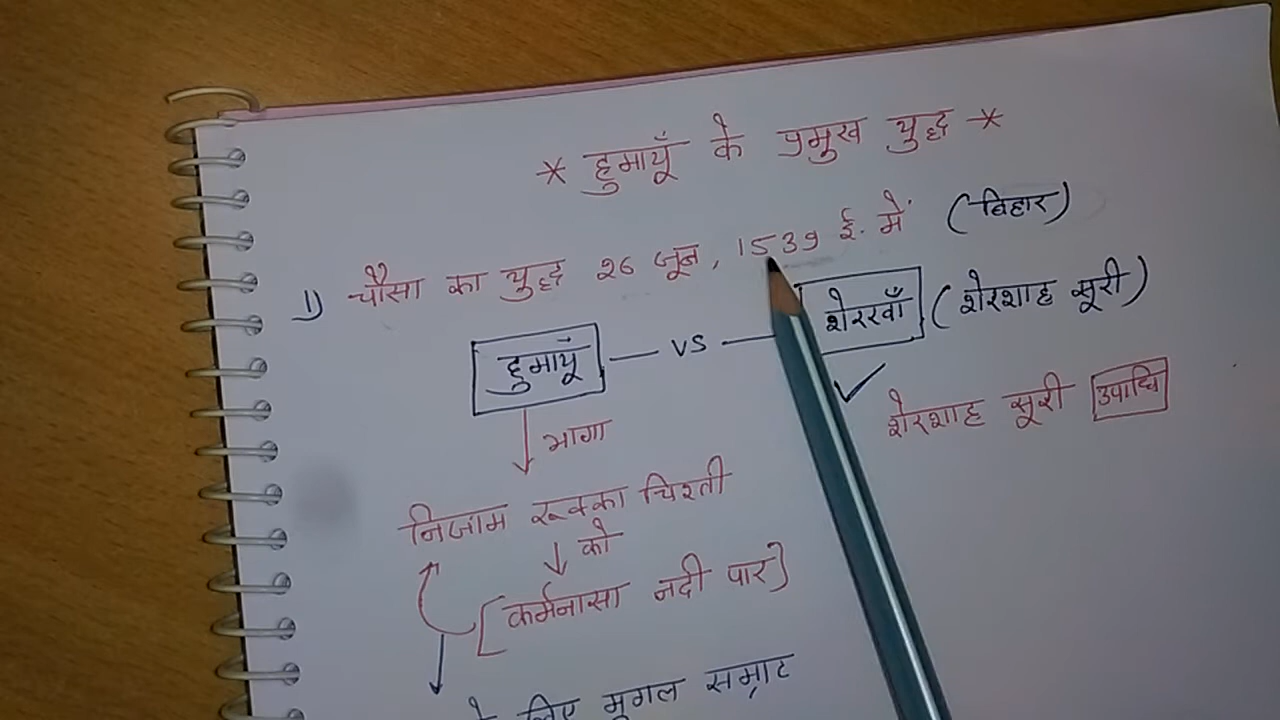 * हुमायूँ के प्रमुख युद्ध *
1) चौसा का युद्ध 26 जून, 1539 ई. में (बिहार)
हुमायूँ — VS — शेरखाँ (शेरशाह सूरी)
भागा
शेरशाह सूरी उपाधि
निजाम रूक्का चिश्ती
को
[कर्मनासा नदी पार]
के लिए मुगल सम्राट